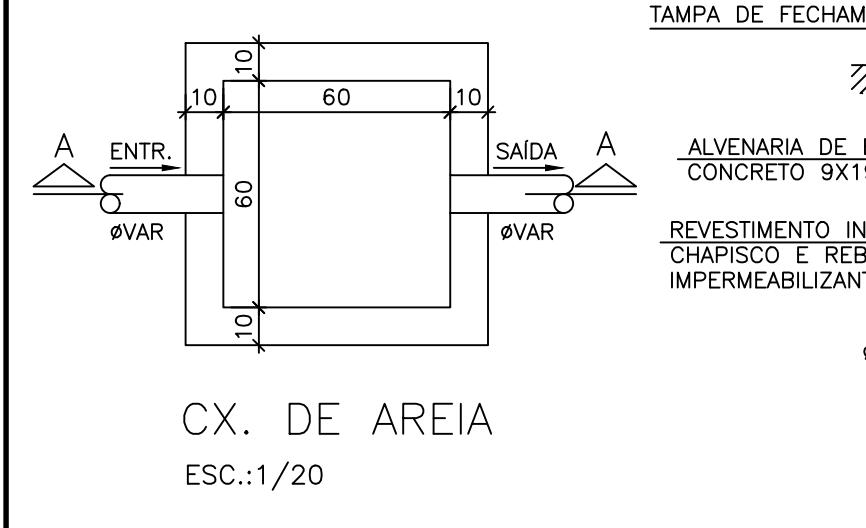 TAMPA DE FECHAM
10
10 60 10
A ENTR. SAÍDA A
60
øVAR øVAR
10
ALVENARIA DE
CONCRETO 9X19
REVESTIMENTO IN
CHAPISCO E REB
IMPERMEABILIZANT
CX. DE AREIA
ESC.:1/20